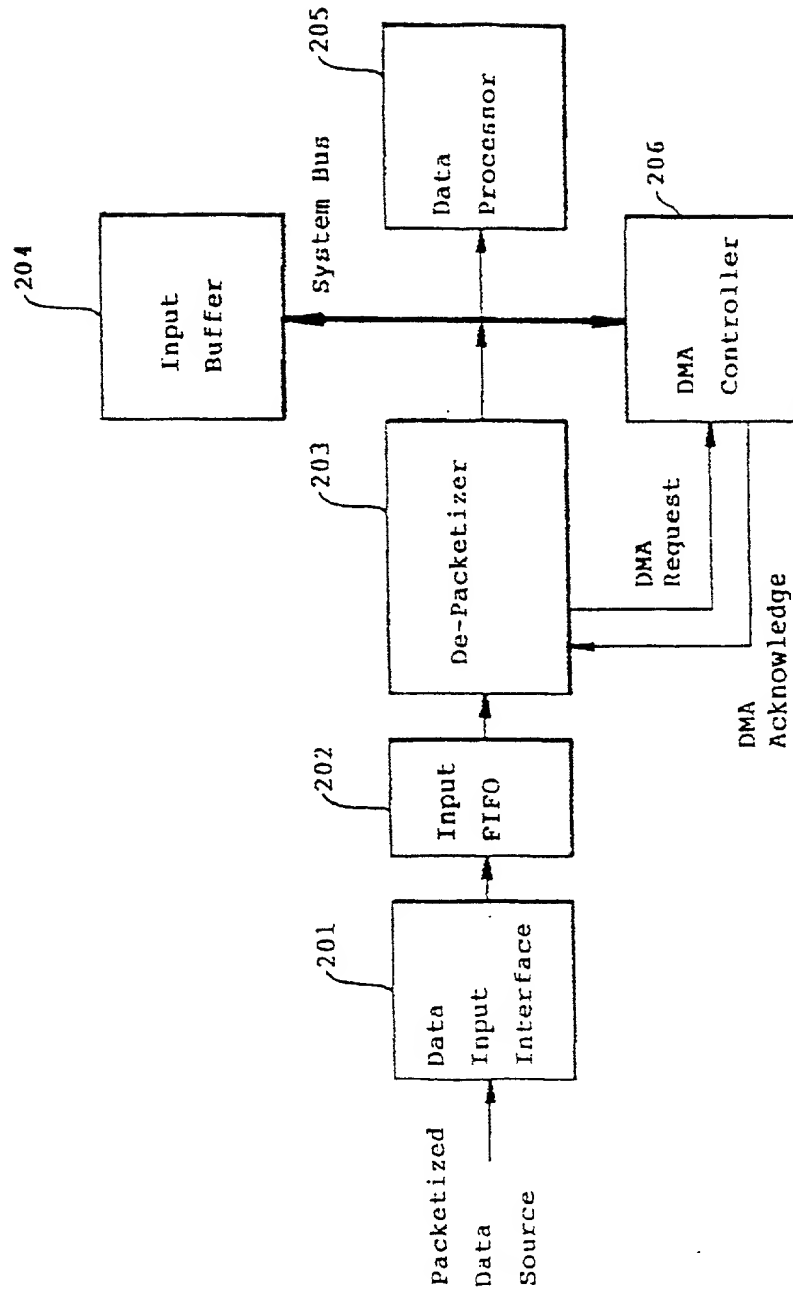 204
Input
Buffer
System Bus
205
Data
Processor
203
De-Packetizer
202
Input
FIFO
201
Data
Input
Interface
Packetized
Data
Source
DMA
Request
DMA
Acknowledge
206
DMA
Controller